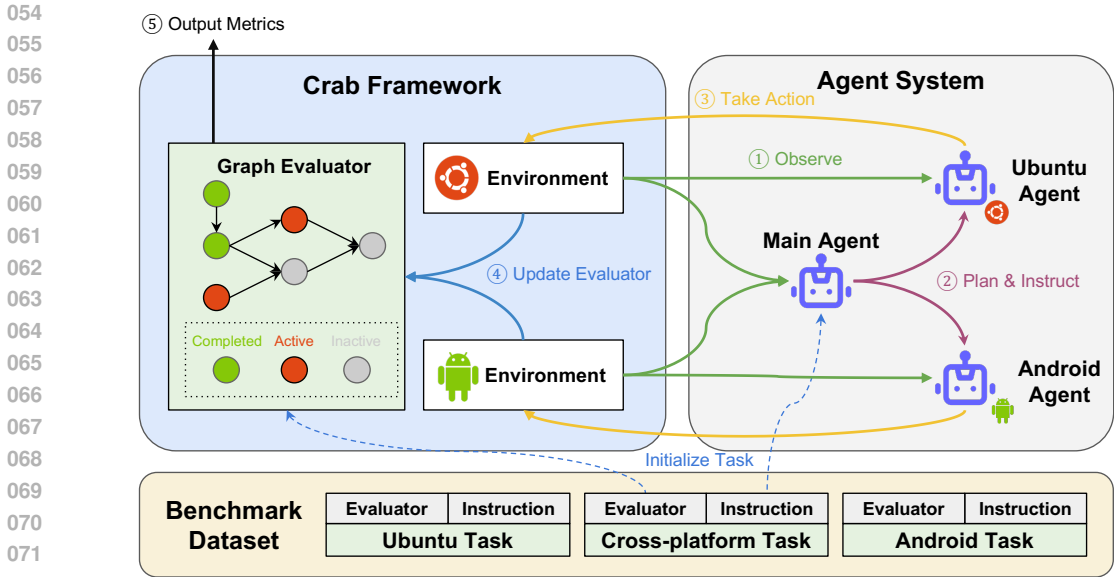 054
055
056
057
058
059
060
061
062
063
064
065
066
067
068
069
070
071
⑤ Output Metrics
Crab Framework
Agent System
③ Take Action
Graph Evaluator
Environment
① Observe
Ubuntu
Agent
Main Agent
④ Update Evaluator
② Plan & Instruct
Completed Active Inactive
Environment
Android
Agent
Initialize Task
Benchmark
Dataset
Evaluator Instruction
Ubuntu Task
Evaluator Instruction
Cross-platform Task
Evaluator Instruction
Android Task